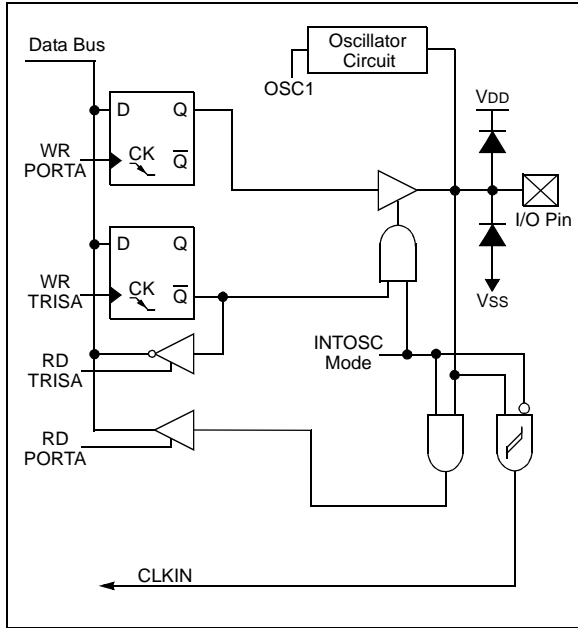 Data Bus
Oscillator
Circuit
OSC1
VDD
D
Q
WR
PORTA
CK
Q
I/O Pin
D
Q
WR
TRISA
CK
Q
VSS
RD
TRISA
INTOSC
Mode
RD
PORTA
CLKIN